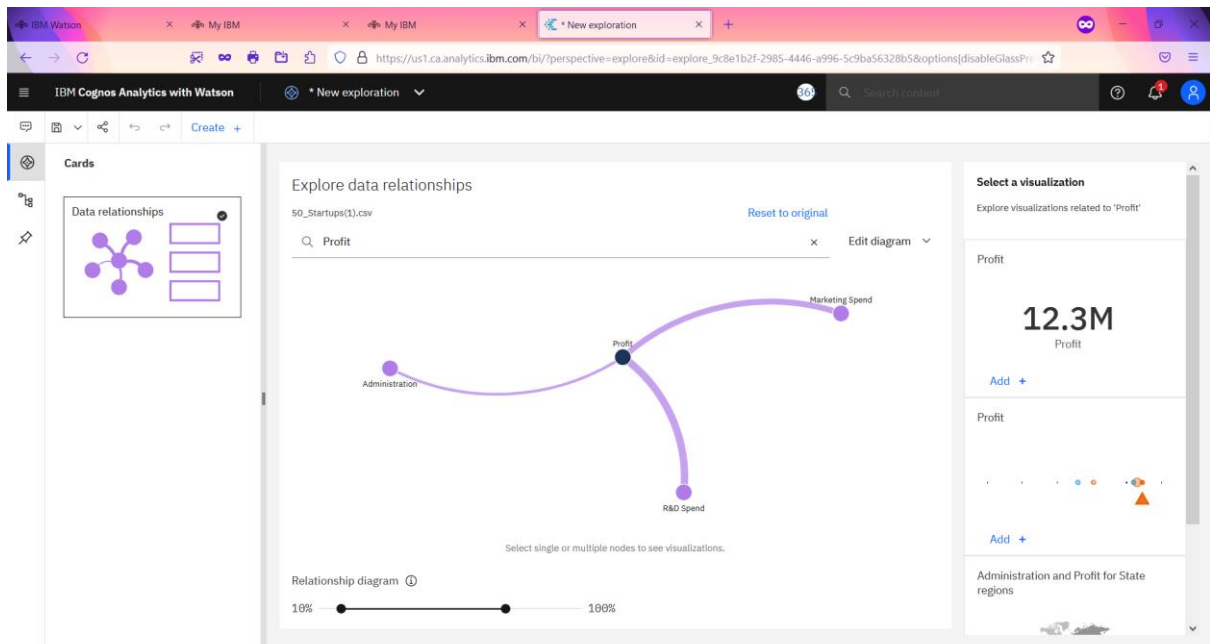 IBM Watson
My IBM
My IBM
* New exploration
https://us1.ca.analytics.ibm.com/bi/?perspective=explore&id=explore_9c8e1b2f-2985-4446-a996-5c9ba56328b5&options[disableGlassPre
IBM Cognos Analytics with Watson
* New exploration
365
Search content
1
Create +
Cards
Data relationships
Explore data relationships
50_Startups(1).csv
Reset to original
Profit
Edit diagram
Marketing Spend
Profit
Administration
R&D Spend
Select single or multiple nodes to see visualizations.
Relationship diagram
10%
100%
Select a visualization
Explore visualizations related to 'Profit'
Profit
12.3M
Profit
Add +
Profit
Add +
Administration and Profit for State
regions